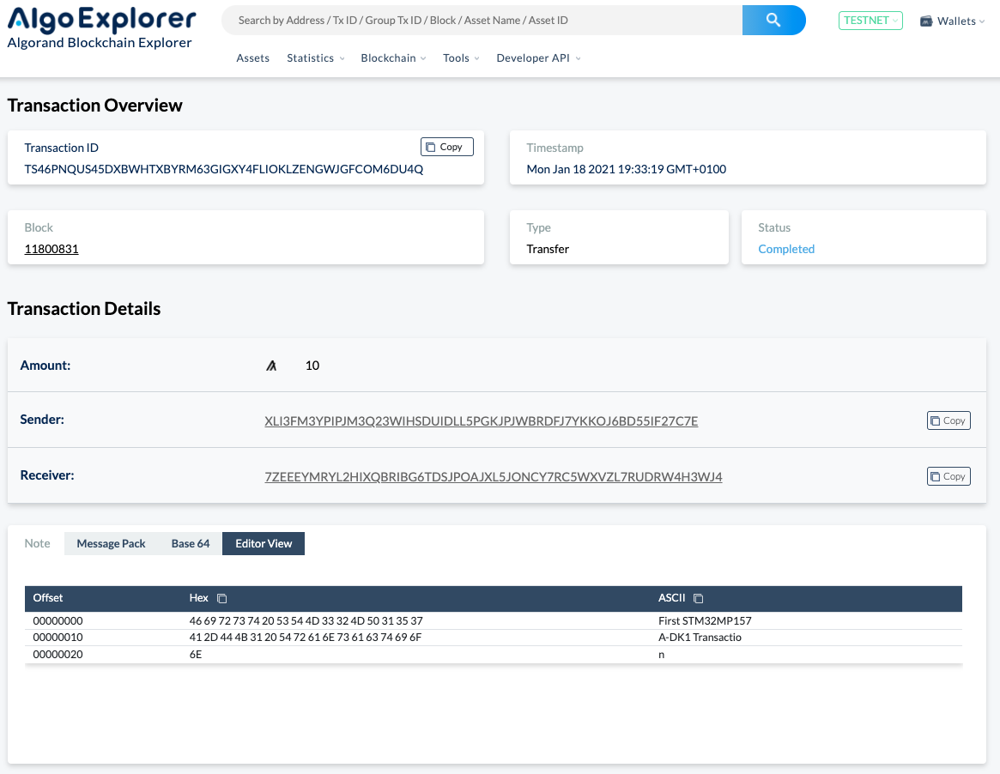 AlgoExplorer
Algorand Blockchain Explorer
Search by Address / Tx ID / Group Tx ID / Block / Asset Name / Asset ID
TESTNET
Wallets
Assets Statistics Blockchain Tools Developer API
Transaction Overview
Transaction ID
Copy
TS46PNQUS45DXBWHTXBYRM63GIGXY4FLIOKLZENGWJGFCOM6DU4Q
Timestamp
Mon Jan 18 2021 19:33:19 GMT+0100
Block
11800831
Type
Transfer
Status
Completed
Transaction Details
Amount: 10
Sender: XLI3FM3YPIPJM3Q23WIHSDUIDLL5PGKJPJWBRDFJ7YKKOJ6BD55IF27C7E Copy
Receiver: 7ZEEEYMRYL2HIXQBRIBG6TDSJPOAJXL5JONCY7RC5WXVZL7RUDRW4H3WJ4 Copy
Note Message Pack Base 64 Editor View
Offset Hex ASCII
00000000 46 69 72 73 74 20 53 54 4D 33 32 4D 50 31 35 37 First STM32MP157
00000010 41 2D 44 4B 31 20 54 72 61 6E 73 61 63 74 69 6F A-DK1 Transactio
00000020 6E n